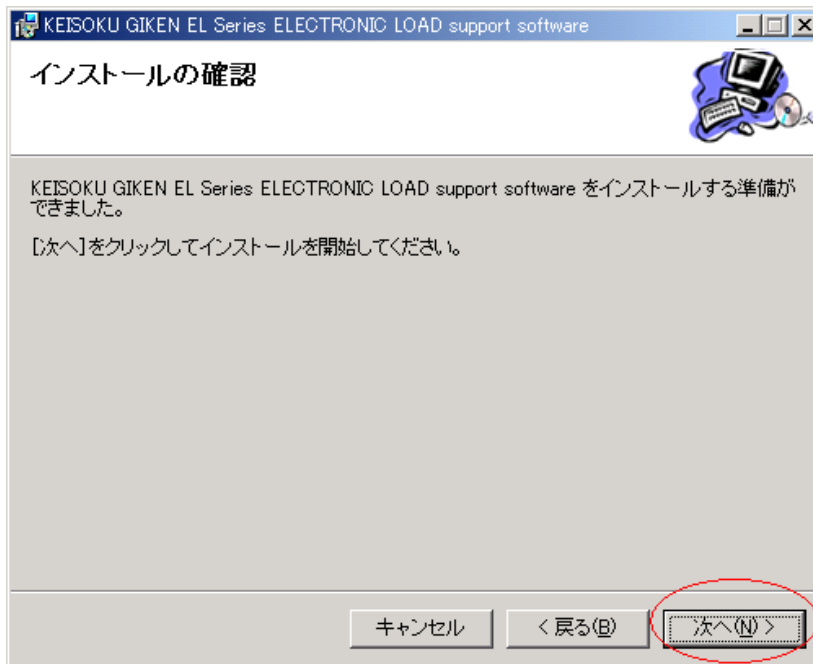 KEISOKU GIKEN EL Series ELECTRONIC LOAD support software
インストールの確認
KEISOKU GIKEN EL Series ELECTRONIC LOAD support software をインストールする準備が
できました。
[次へ]をクリックしてインストールを開始してください。
キャンセル
< 戻る(B)
次へ(N) >